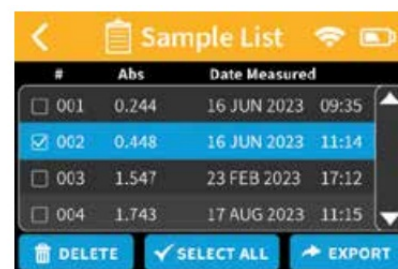 Sample List
# Abs Date Measured
001 0.244 16 JUN 2023 09:35
002 0.448 16 JUN 2023 11:14
003 1.547 23 FEB 2023 17:12
004 1.743 17 AUG 2023 11:15
DELETE SELECT ALL EXPORT